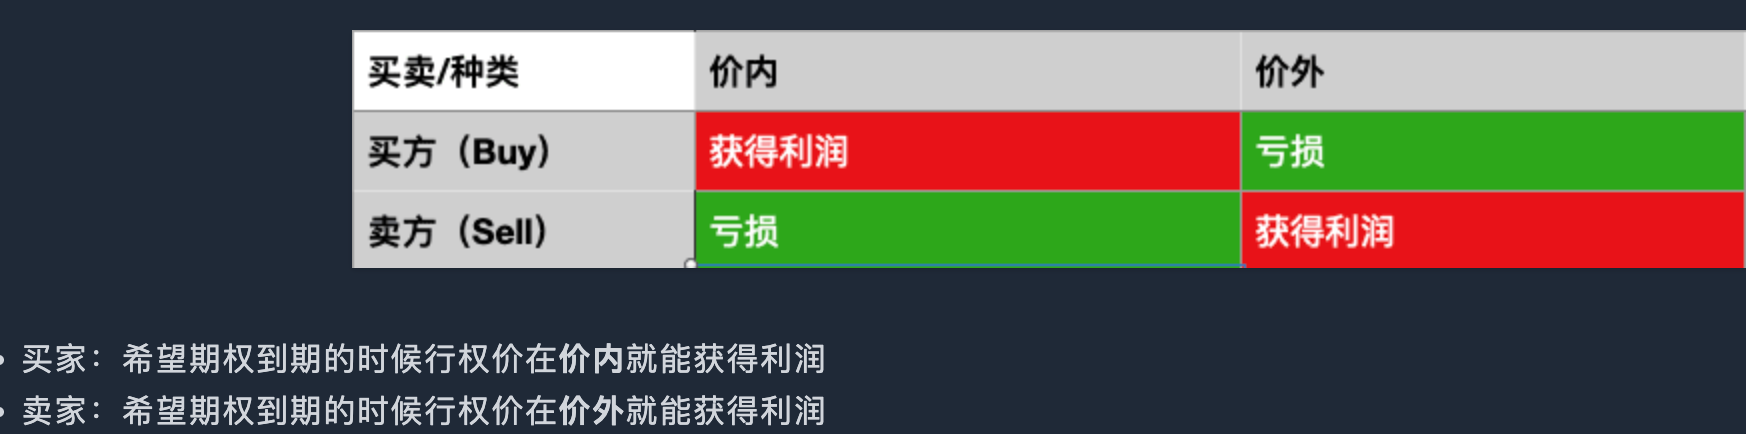 买卖/种类 价内 价外
买方（Buy） 获得利润 亏损
卖方（Sell） 亏损 获得利润
• 买家：希望期权到期的时候行权价在价内就能获得利润
• 卖家：希望期权到期的时候行权价在价外就能获得利润